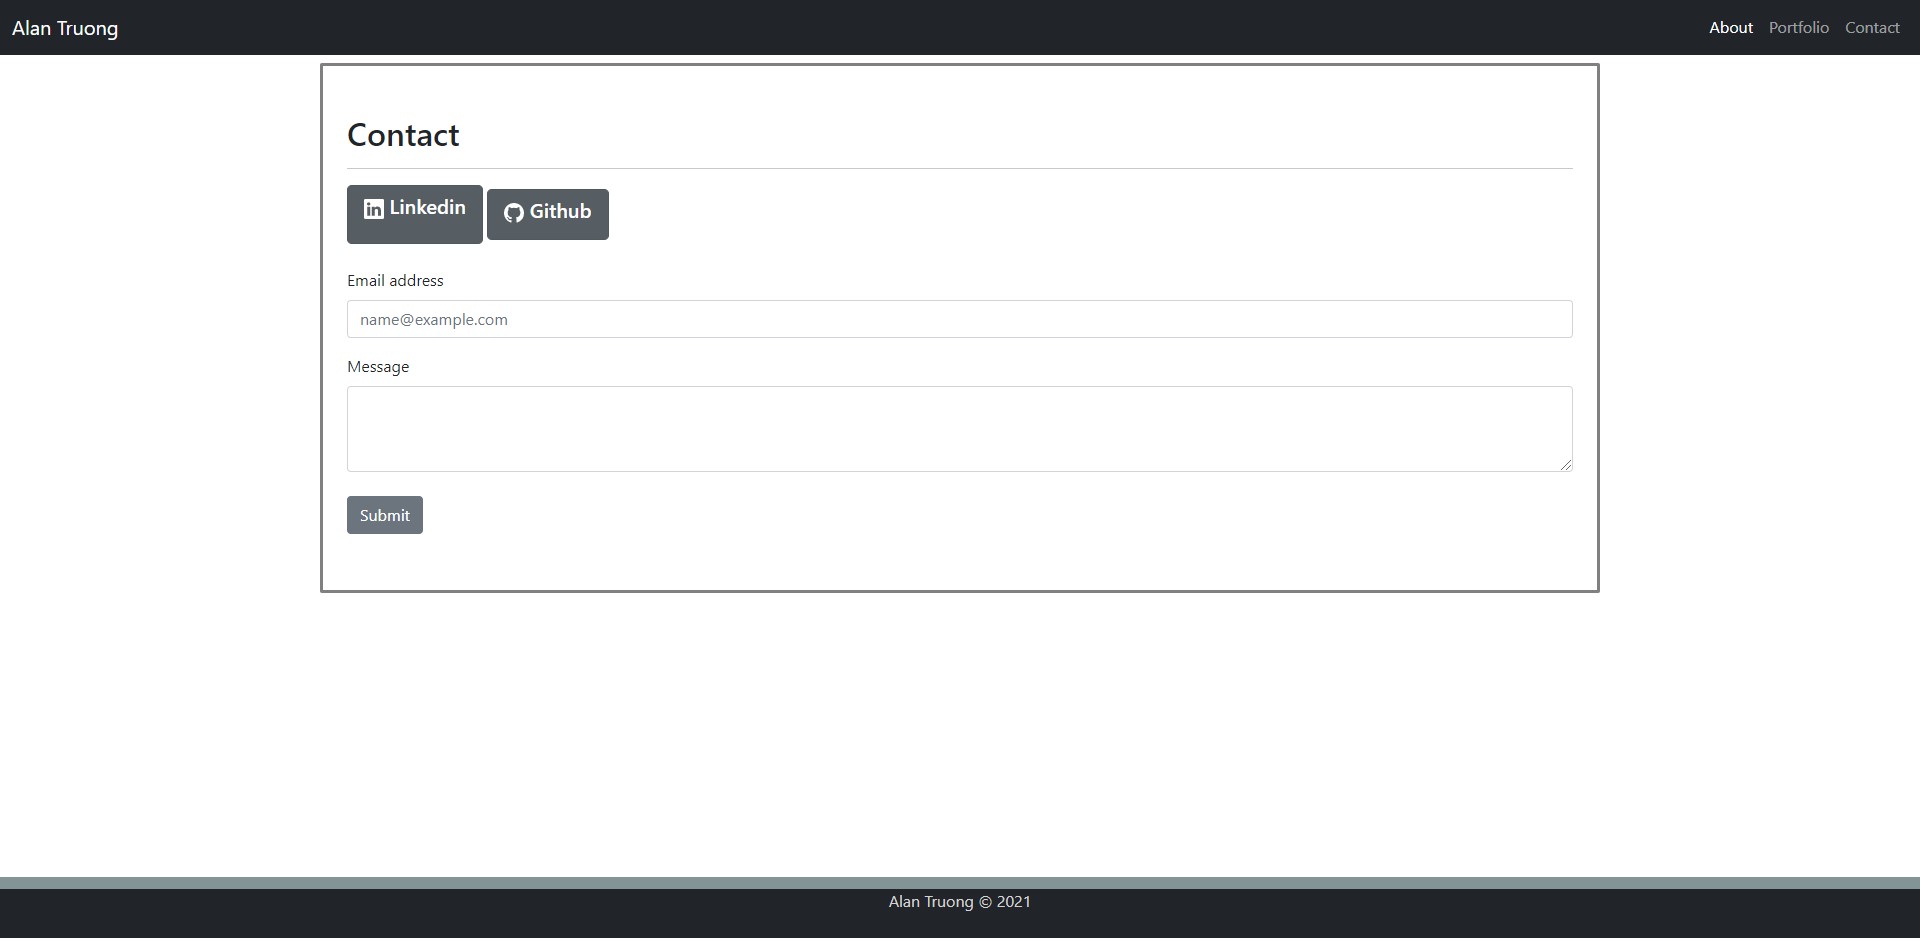 Alan Truong
About Portfolio Contact
Contact
Linkedin Github
Email address
name@example.com
Message
Submit
Alan Truong © 2021